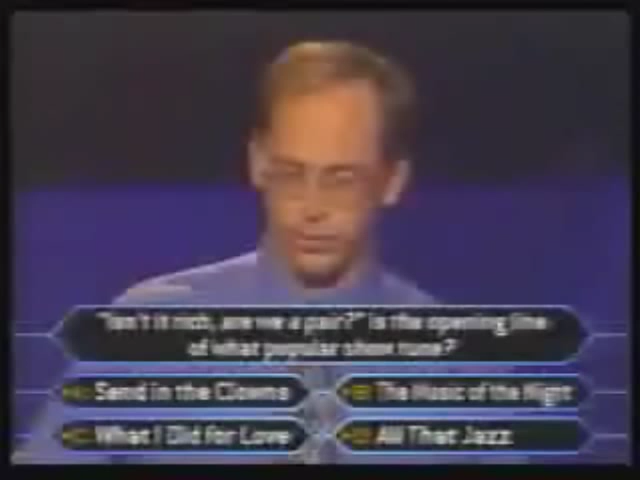 "Isn't it rich, are we a pair?" is the opening line
of what popular show tune?
A: Send in the Clowns
B: The Music of the Night
C: What I Did for Love
D: All That Jazz